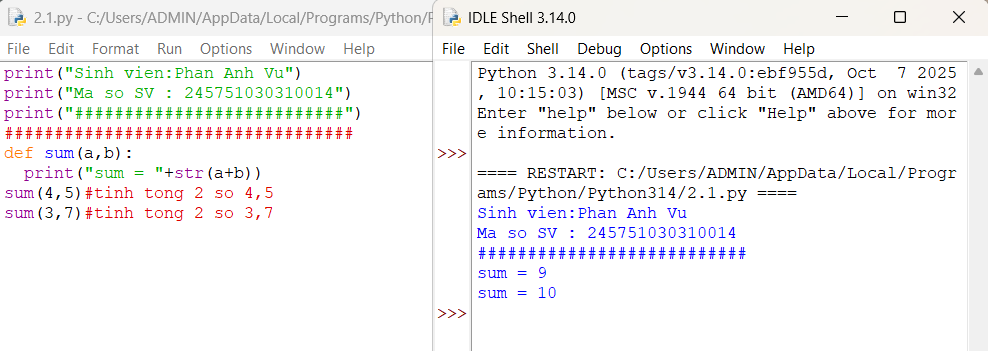 2.1.py - C:/Users/ADMIN/AppData/Local/Programs/Python/
File Edit Format Run Options Window Help
print("Sinh vien:Phan Anh Vu")
print("Ma so SV : 245751030310014")
print("###########################")
###################################
def sum(a,b):
  print("sum = "+str(a+b))
sum(4,5)#tinh tong 2 so 4,5
sum(3,7)#tinh tong 2 so 3,7
IDLE Shell 3.14.0
File Edit Shell Debug Options Window Help
Python 3.14.0 (tags/v3.14.0:ebf955d, Oct  7 2025
, 10:15:03) [MSC v.1944 64 bit (AMD64)] on win32
Enter "help" below or click "Help" above for mor
e information.
>>>
==== RESTART: C:/Users/ADMIN/AppData/Local/Progr
ams/Python/Python314/2.1.py ====
Sinh vien:Phan Anh Vu
Ma so SV : 245751030310014
###########################
sum = 9
sum = 10
>>>